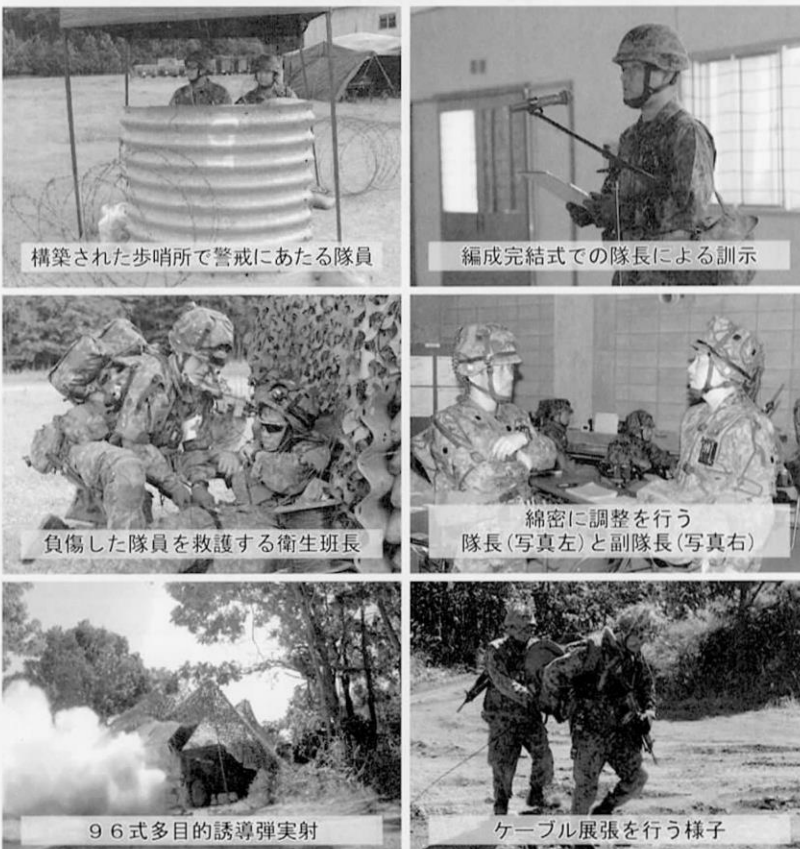 構築された歩哨所で警戒にあたる隊員
編成完結式での隊長による訓示
負傷した隊員を救護する衛生班長
綿密に調整を行う
隊長(写真左)と副隊長(写真右)
９６式多目的誘導弾実射
ケーブル展張を行う様子